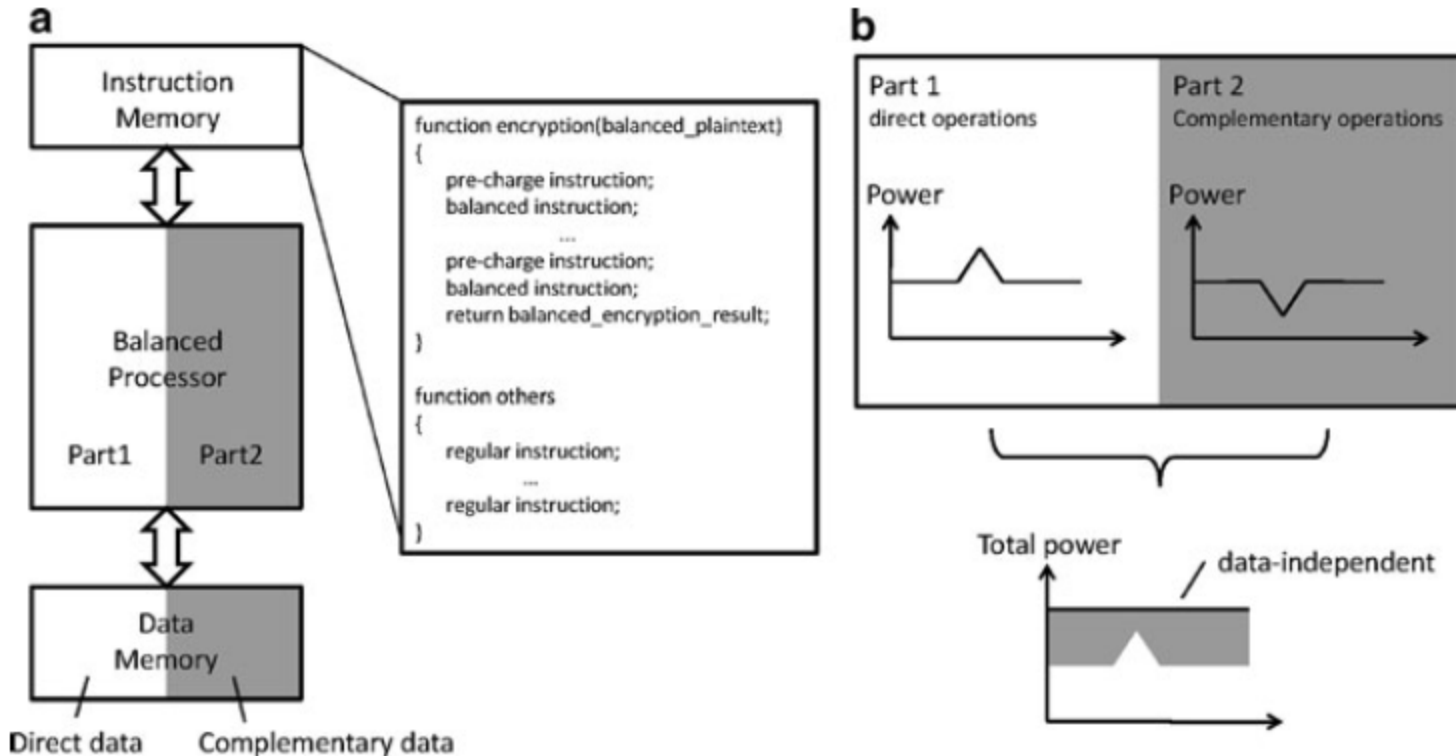 a
Instruction
Memory
Balanced
Processor
Part1
Part2
Data
Memory
Direct data
Complementary data
function encryption(balanced_plaintext)
{
pre-charge instruction;
balanced instruction;
...
pre-charge instruction;
balanced instruction;
return balanced_encryption_result;
}
function others
{
regular instruction;
...
regular instruction;
}
b
Part 1
direct operations
Power
Part 2
Complementary operations
Power
Total power
data-independent